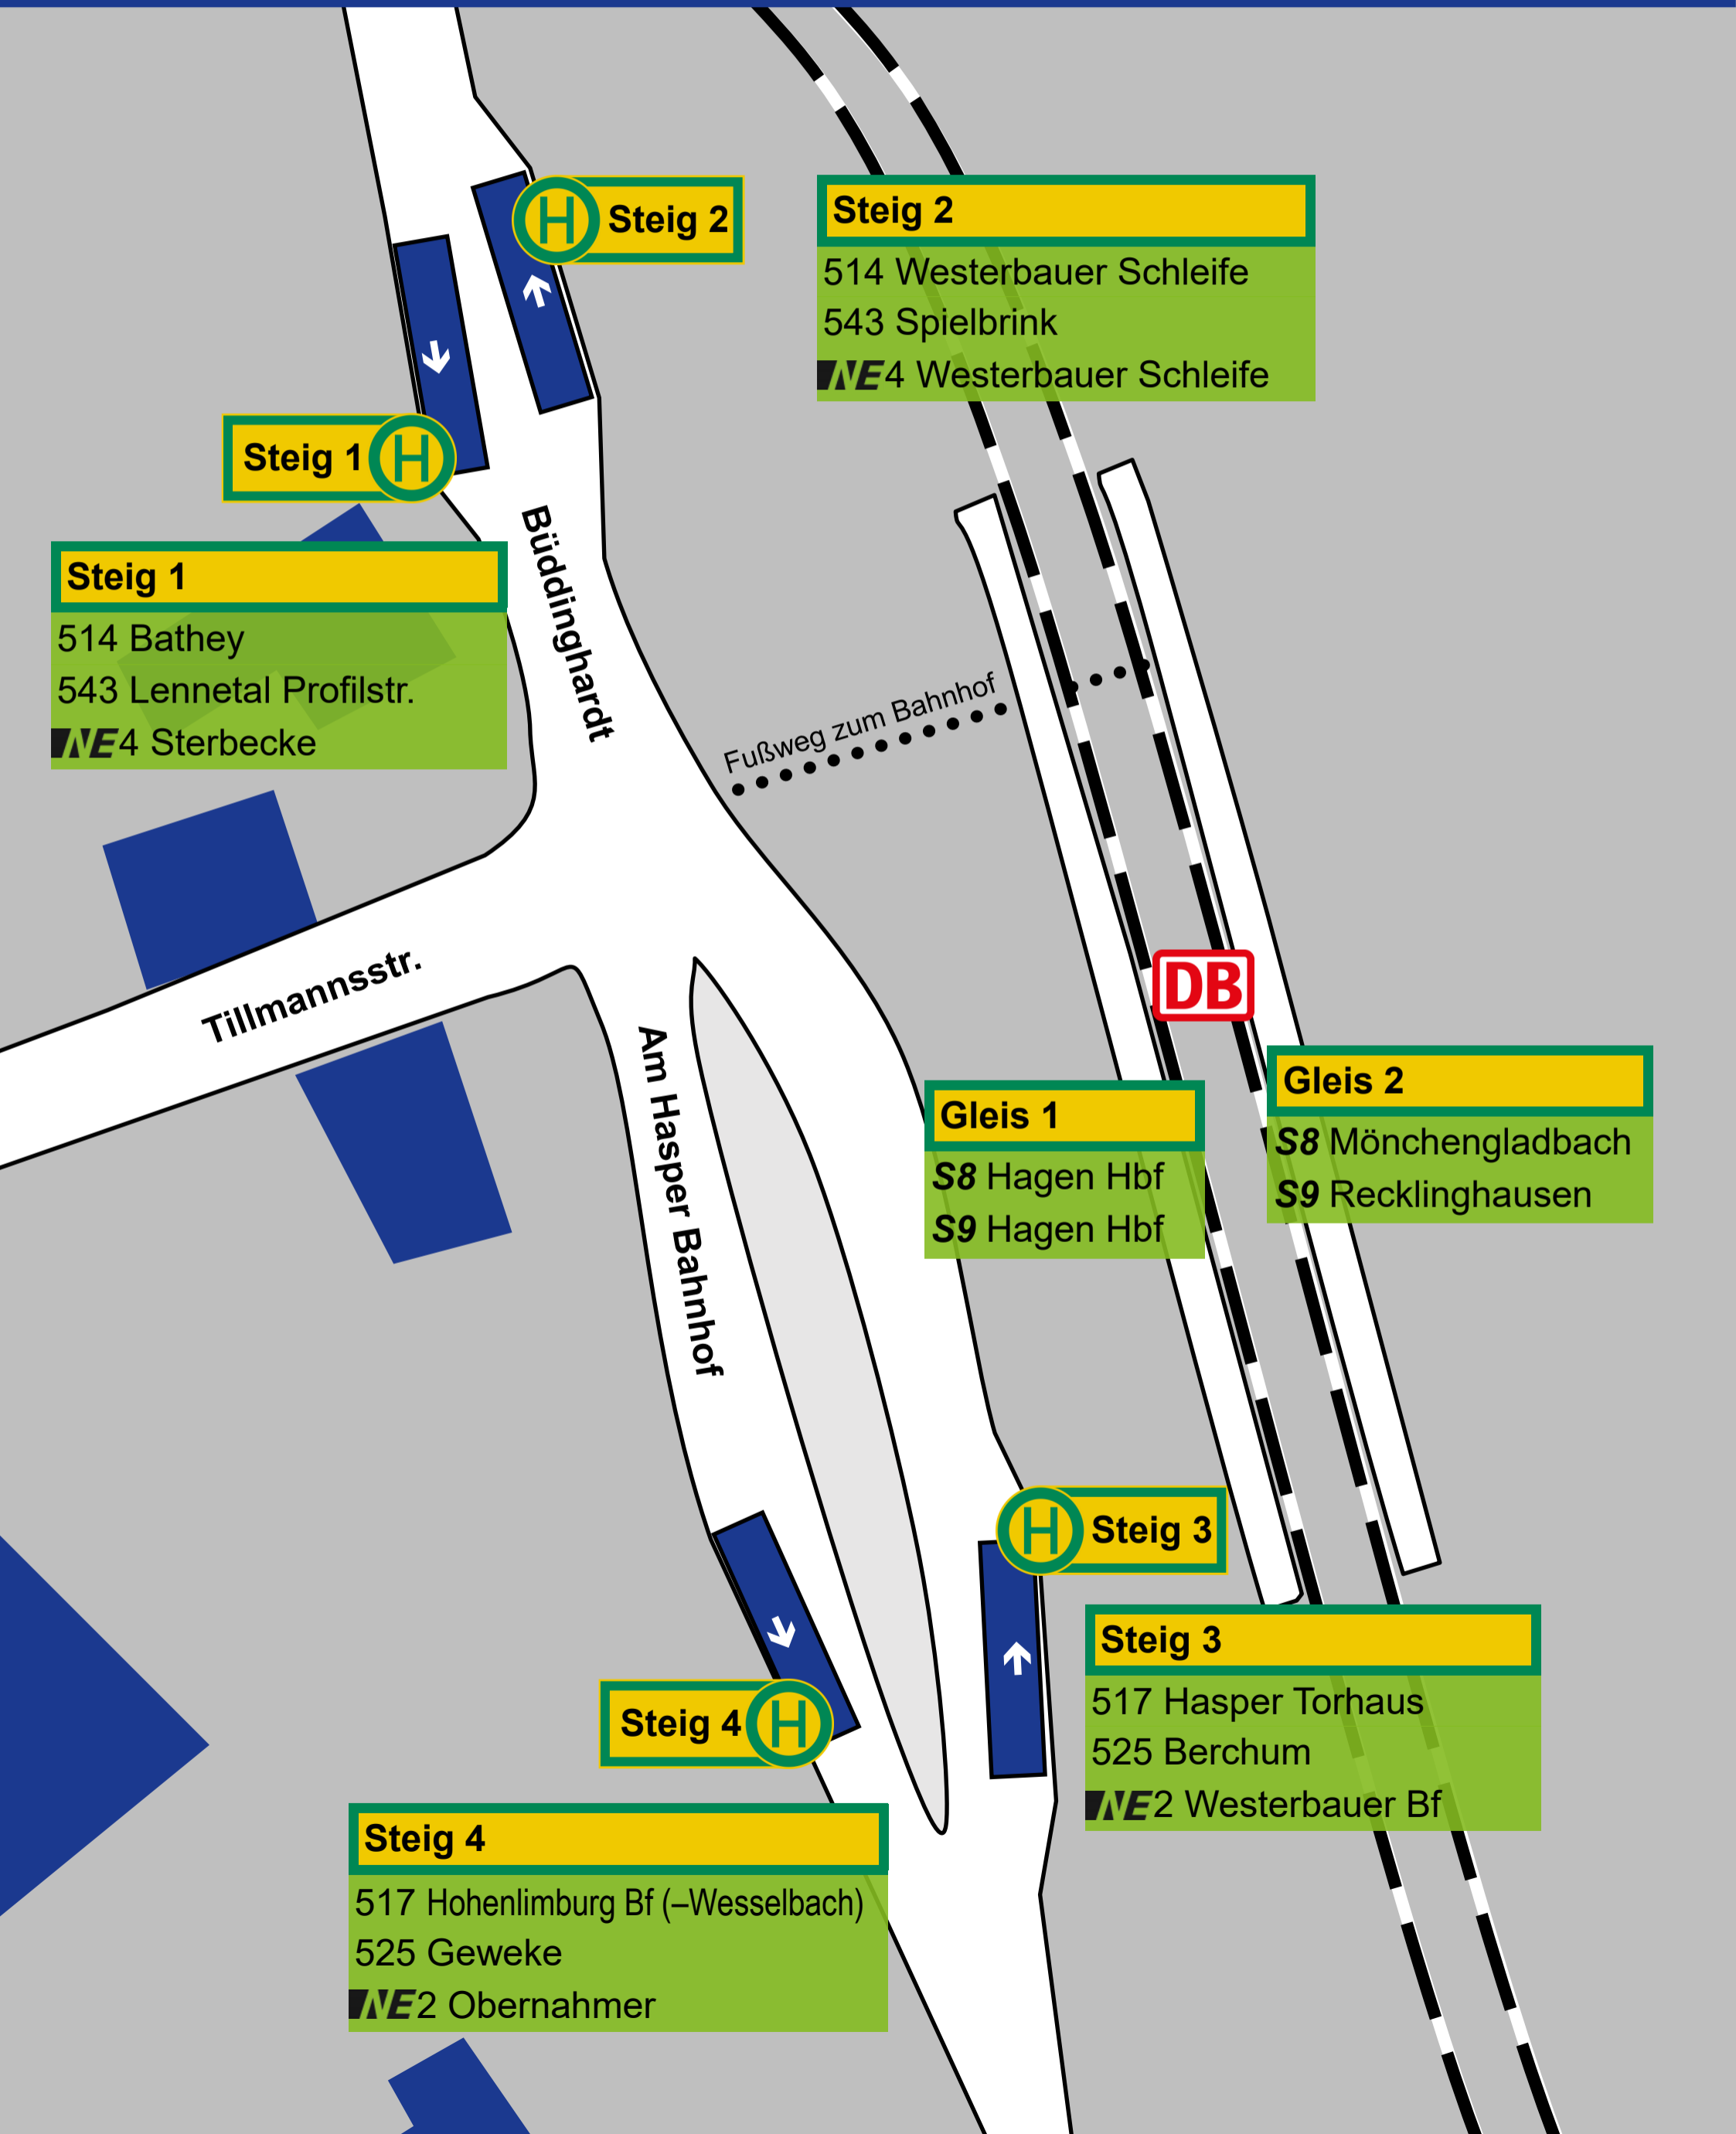 H Steig 2
Steig 2
514 Westerbauer Schleife
543 Spielbrink
NE4 Westerbauer Schleife
Steig 1 H
Steig 1
514 Bathey
543 Lennetal Profilstr.
NE4 Sterbecke
Büddinghardt
Fußweg zum Bahnhof
Tillmannsstr.
DB
Am Hasper Bahnhof
Gleis 1
S8 Hagen Hbf
S9 Hagen Hbf
Gleis 2
S8 Mönchengladbach
S9 Recklinghausen
H Steig 3
Steig 3
517 Hasper Torhaus
525 Berchum
NE2 Westerbauer Bf
Steig 4 H
Steig 4
517 Hohenlimburg Bf (–Wesselbach)
525 Geweke
NE2 Obernahmer